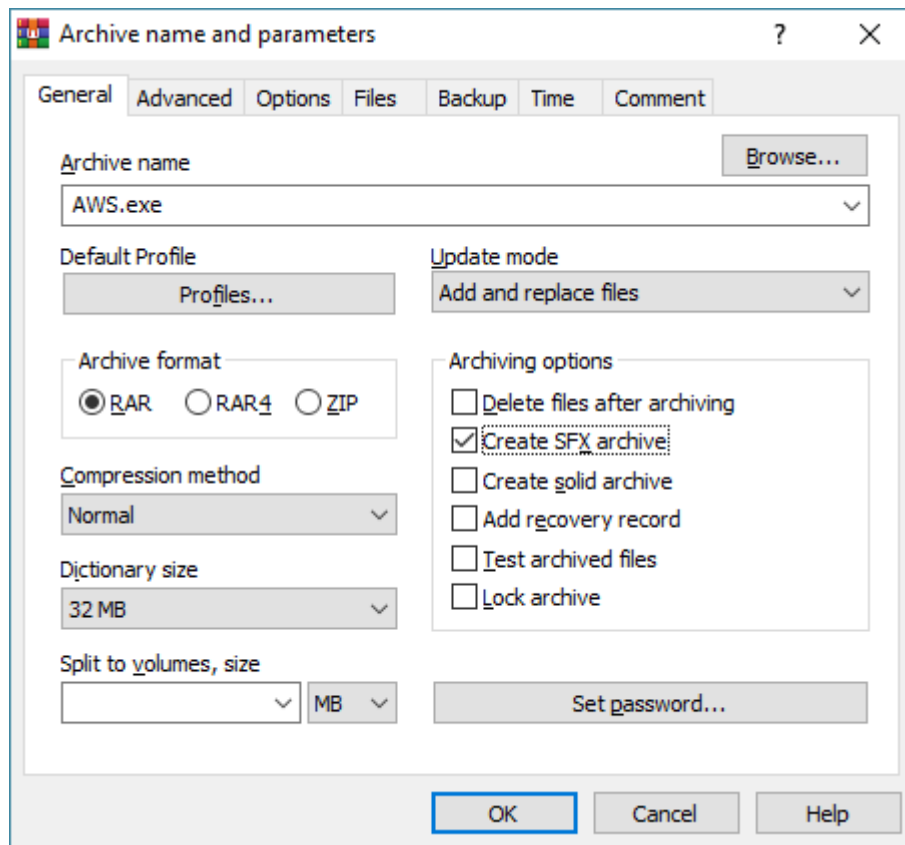 Archive name and parameters
General Advanced Options Files Backup Time Comment
Archive name
Browse...
AWS.exe
Default Profile
Profiles...
Update mode
Add and replace files
Archive format
RAR RAR4 ZIP
Compression method
Normal
Dictionary size
32 MB
Split to volumes, size
MB
Archiving options
Delete files after archiving
Create SFX archive
Create solid archive
Add recovery record
Test archived files
Lock archive
Set password...
OK Cancel Help